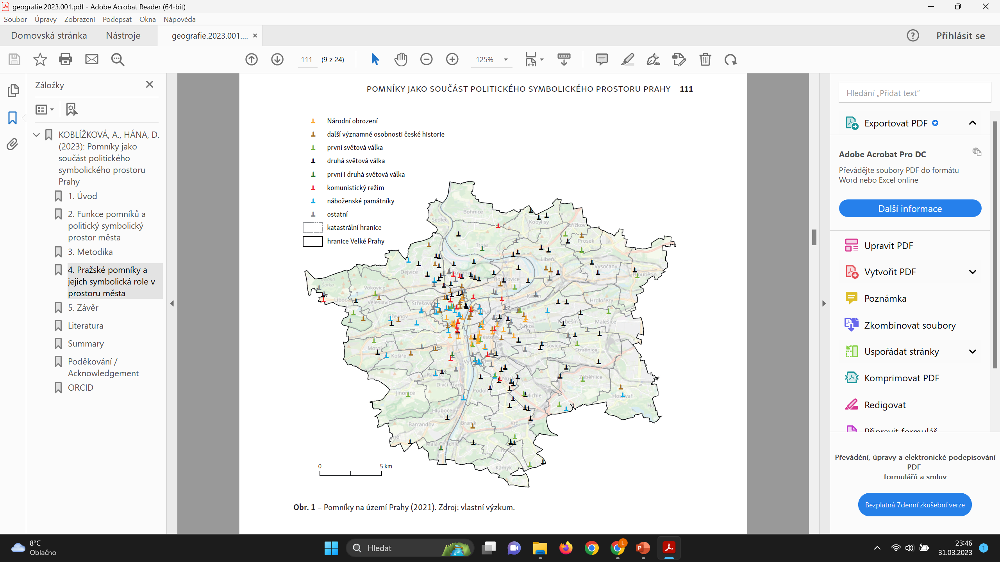 geografie.2023.001.pdf - Adobe Acrobat Reader (64-bit)
Soubor Úpravy Zobrazení Podepsat Okna Nápověda
Domovská stránka Nástroje geografie.2023.001.... × Přihlásit se
111 (9 z 24) 125%
Záložky
KOBLÍŽKOVÁ, A., HÁNA, D.
(2023): Pomníky jako
součást politického
symbolického prostoru
Prahy
1. Úvod
2. Funkce pomníků a
politický symbolický
prostor města
3. Metodika
4. Pražské pomníky a
jejich symbolická role v
prostoru města
5. Závěr
Literatura
Summary
Poděkování /
Acknowledgement
ORCID
POMNÍKY JAKO SOUČÁST POLITICKÉHO SYMBOLICKÉHO PROSTORU PRAHY 111
Národní obrození
další významné osobnosti české historie
první světová válka
druhá světová válka
první i druhá světová válka
komunistický režim
náboženské památníky
ostatní
katastrální hranice
hranice Velké Prahy
Bohnice
Sedlec
Kobylisy
Střížkov
Prosek
Troja
Libeň
Dejvice
Vysočany
Holešovice
Hloubětín
Vokovice
Liboc
Veleslavín
Střešovice
Hrdlořezy
Břevnov
Malešice
Žižkov
Motol
Košíře
Strašnice
Záběhlice
Dívčí hrady
Podolí
Jinonice
Michle
Hlubočepy
Barrandov
Braník
Krč
Malá Chuchle
Lhotka
Kamýk
0 5 km
Obr. 1 – Pomníky na území Prahy (2021). Zdroj: vlastní výzkum.
Hledání „Přidat text“
Exportovat PDF
Adobe Acrobat Pro DC
Převádějte soubory PDF do formátu
Word nebo Excel online
Další informace
Upravit PDF
Vytvořit PDF
Poznámka
Zkombinovat soubory
Uspořádat stránky
Komprimovat PDF
Redigovat
Připravit formulář
Převádění, úpravy a elektronické podepisování
PDF
formulářů a smluv
Bezplatná 7denní zkušební verze
8°C
Oblačno
Hledat
L
23:46
31.03.2023
1